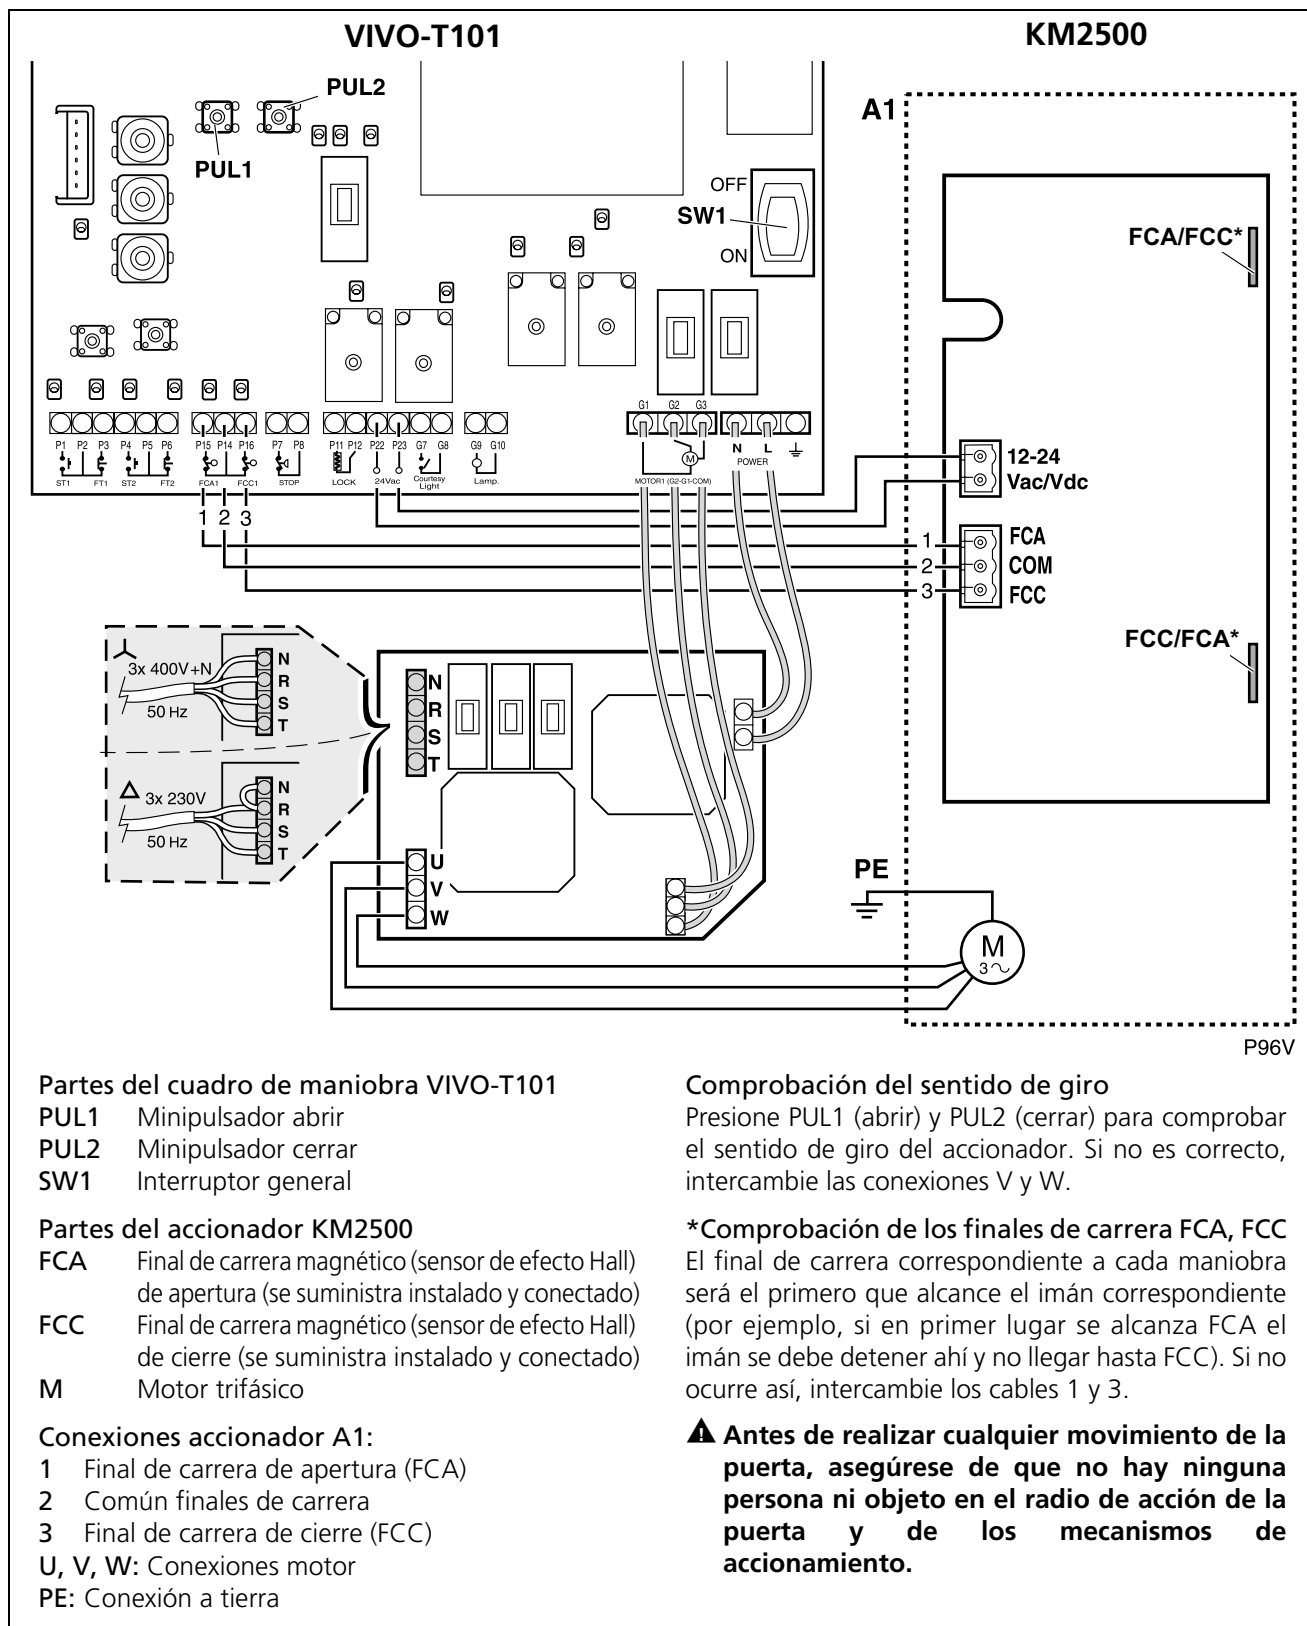 VIVO-T101
KM2500
PUL2
PUL1
A1
OFF
SW1
ON
FCA/FCC*
G1 G2 G3
P1 P2 P3 P4 P5 P6 P15 P14 P16 P7 P8 P11 P12 P22 P23 G7 G8 G9 G10
N L
POWER
M
ST1 FT1 ST2 FT2 FCA1 FCC1 STOP LOCK 24Vac Courtesy
Light
Lamp.
MOTOR1 (G2-G1-COM)
12-24
Vac/Vdc
1 2 3
1 FCA
2 COM
3 FCC
FCC/FCA*
3x 400V+N
50 Hz
N
R
S
T
3x 230V
50 Hz
N
R
S
T
N
R
S
T
U
V
W
PE
M
3
P96V
Partes del cuadro de maniobra VIVO-T101
PUL1 Minipulsador abrir
PUL2 Minipulsador cerrar
SW1 Interruptor general
Partes del accionador KM2500
FCA Final de carrera magnético (sensor de efecto Hall)
de apertura (se suministra instalado y conectado)
FCC Final de carrera magnético (sensor de efecto Hall)
de cierre (se suministra instalado y conectado)
M Motor trifásico
Conexiones accionador A1:
1 Final de carrera de apertura (FCA)
2 Común finales de carrera
3 Final de carrera de cierre (FCC)
U, V, W: Conexiones motor
PE: Conexión a tierra
Comprobación del sentido de giro
Presione PUL1 (abrir) y PUL2 (cerrar) para comprobar
el sentido de giro del accionador. Si no es correcto,
intercambie las conexiones V y W.
*Comprobación de los finales de carrera FCA, FCC
El final de carrera correspondiente a cada maniobra
será el primero que alcance el imán correspondiente
(por ejemplo, si en primer lugar se alcanza FCA el
imán se debe detener ahí y no llegar hasta FCC). Si no
ocurre así, intercambie los cables 1 y 3.
Antes de realizar cualquier movimiento de la
puerta, asegúrese de que no hay ninguna
persona ni objeto en el radio de acción de la
puerta y de los mecanismos de
accionamiento.